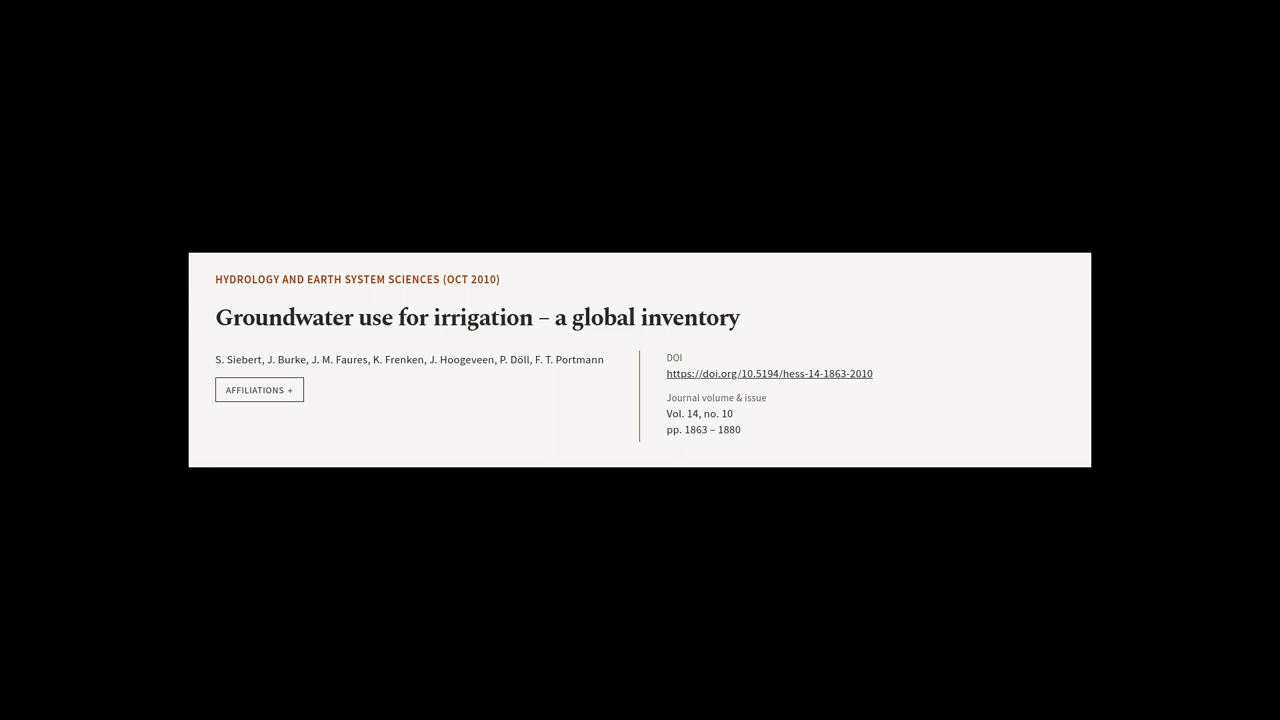 HYDROLOGY AND EARTH SYSTEM SCIENCES (OCT 2010)
Groundwater use for irrigation – a global inventory
S. Siebert, J. Burke, J. M. Faures, K. Frenken, J. Hoogeveen, P. Döll, F. T. Portmann
AFFILIATIONS +
DOI
https://doi.org/10.5194/hess-14-1863-2010
Journal volume & issue
Vol. 14, no. 10
pp. 1863 – 1880